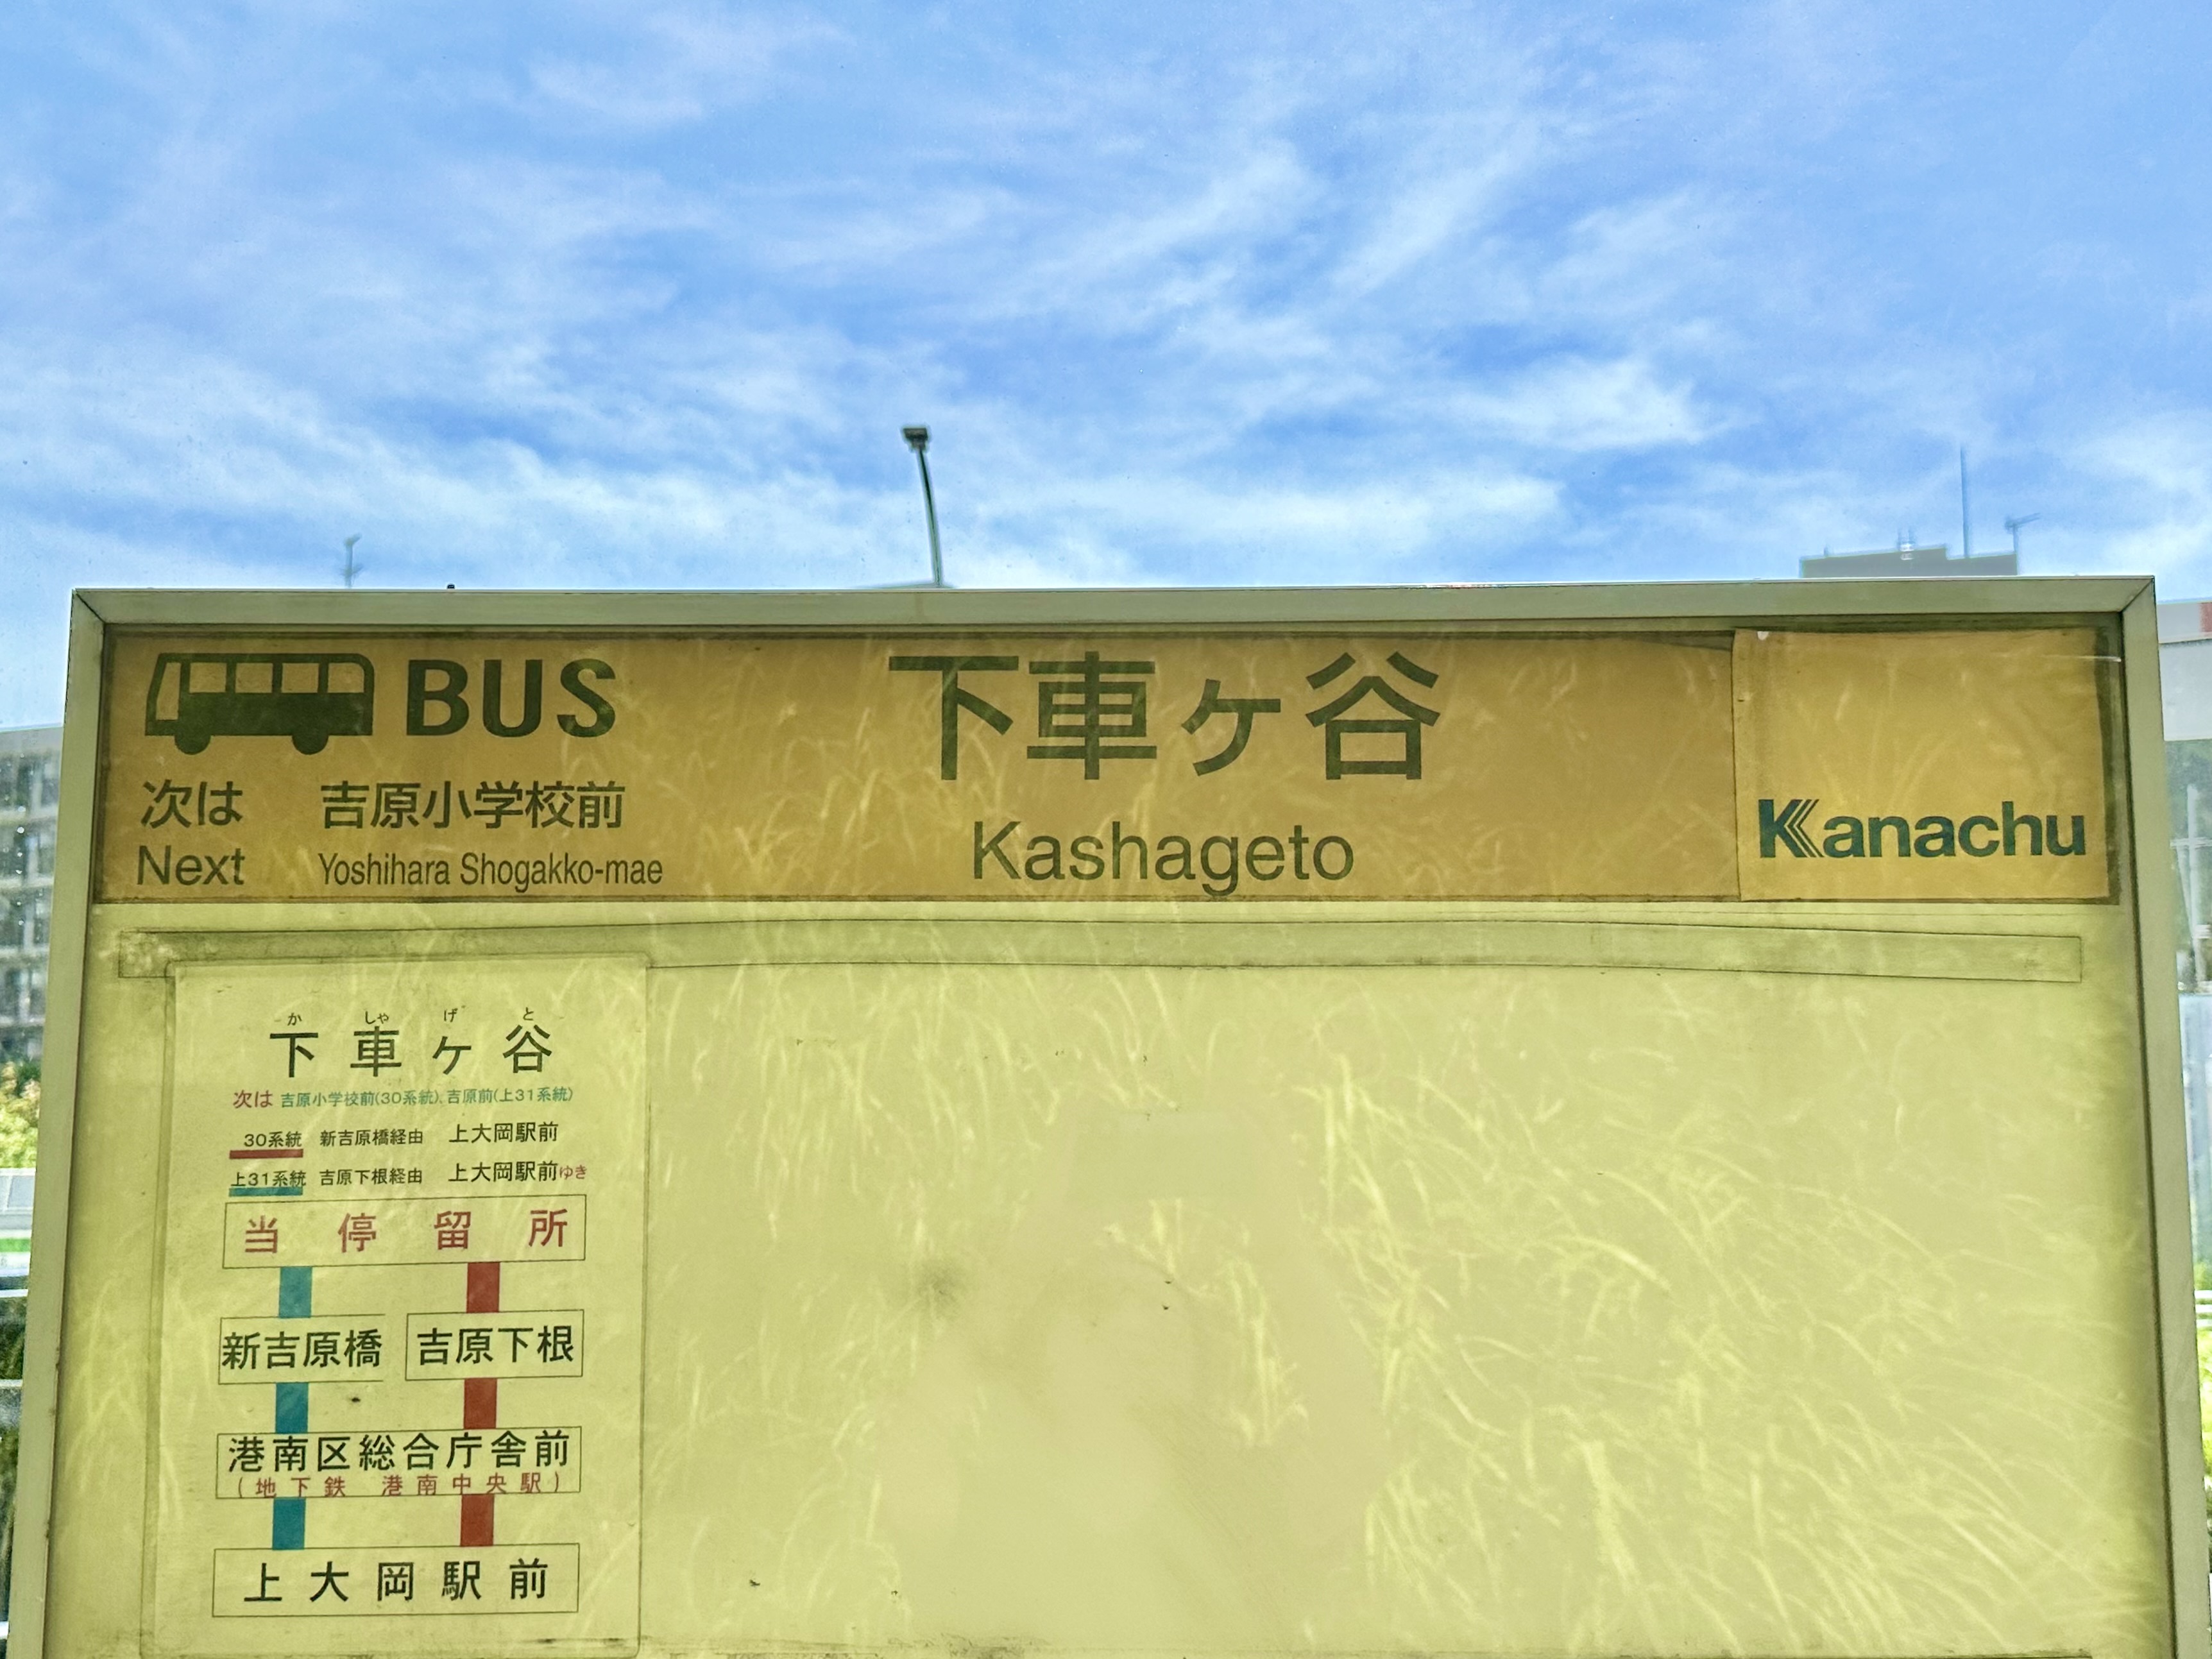 BUS
下車ヶ谷
次は 吉原小学校前
Next Yoshihara Shogakko-mae
Kashageto
Kanachu
か しゃ げ と
下車ヶ谷
次は 吉原小学校前(30系統).吉原前(上31系統)
30系統 新吉原橋経由 上大岡駅前
上31系統 吉原下根経由 上大岡駅前ゆき
当停留所
新吉原橋 吉原下根
港南区総合庁舎前
(地下鉄 港南中央駅)
上大岡駅前